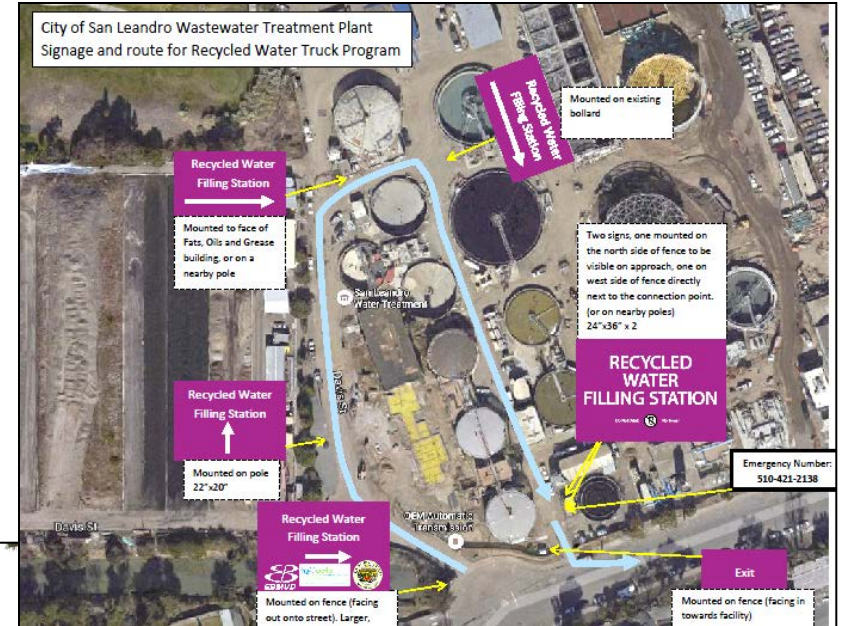 City of San Leandro Wastewater Treatment Plant
Signage and route for Recycled Water Truck Program
Recycled Water
Filling Station
Mounted on existing
bollard
Recycled Water
Filling Station
Mounted to face of
Fats, Oils and Grease
building, or on a
nearby pole
Two signs, one mounted on
the north side of fence to be
visible on approach, one on
west side of fence directly
next to the connection point.
(or on nearby poles)
24"x36" x 2
San Leandro
Water Treatment
RECYCLED
WATER
FILLING STATION
Davis St
Recycled Water
Filling Station
Mounted on pole
22"x20"
Emergency Number:
510-421-2138
Davis St
OEM Automatic
Transmission
Recycled Water
Filling Station
EBMUD
Exit
Mounted on fence (facing
out onto street). Larger,
Mounted on fence (facing in
towards facility)